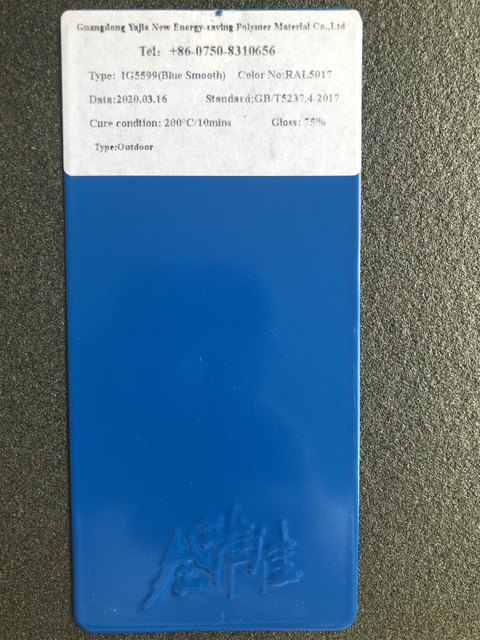 Guangdong Yajia New Energy-saving Polymer Material Co.,Ltd
Tel: +86-0750-8310656
Type: IG5599(Blue Smooth) Color No:RAL5017
Data:2020.03.16 Standard:GB/T5237.4-2017
Cure condtion: 200°C/10mins Gloss: 75%
Type:Outdoor